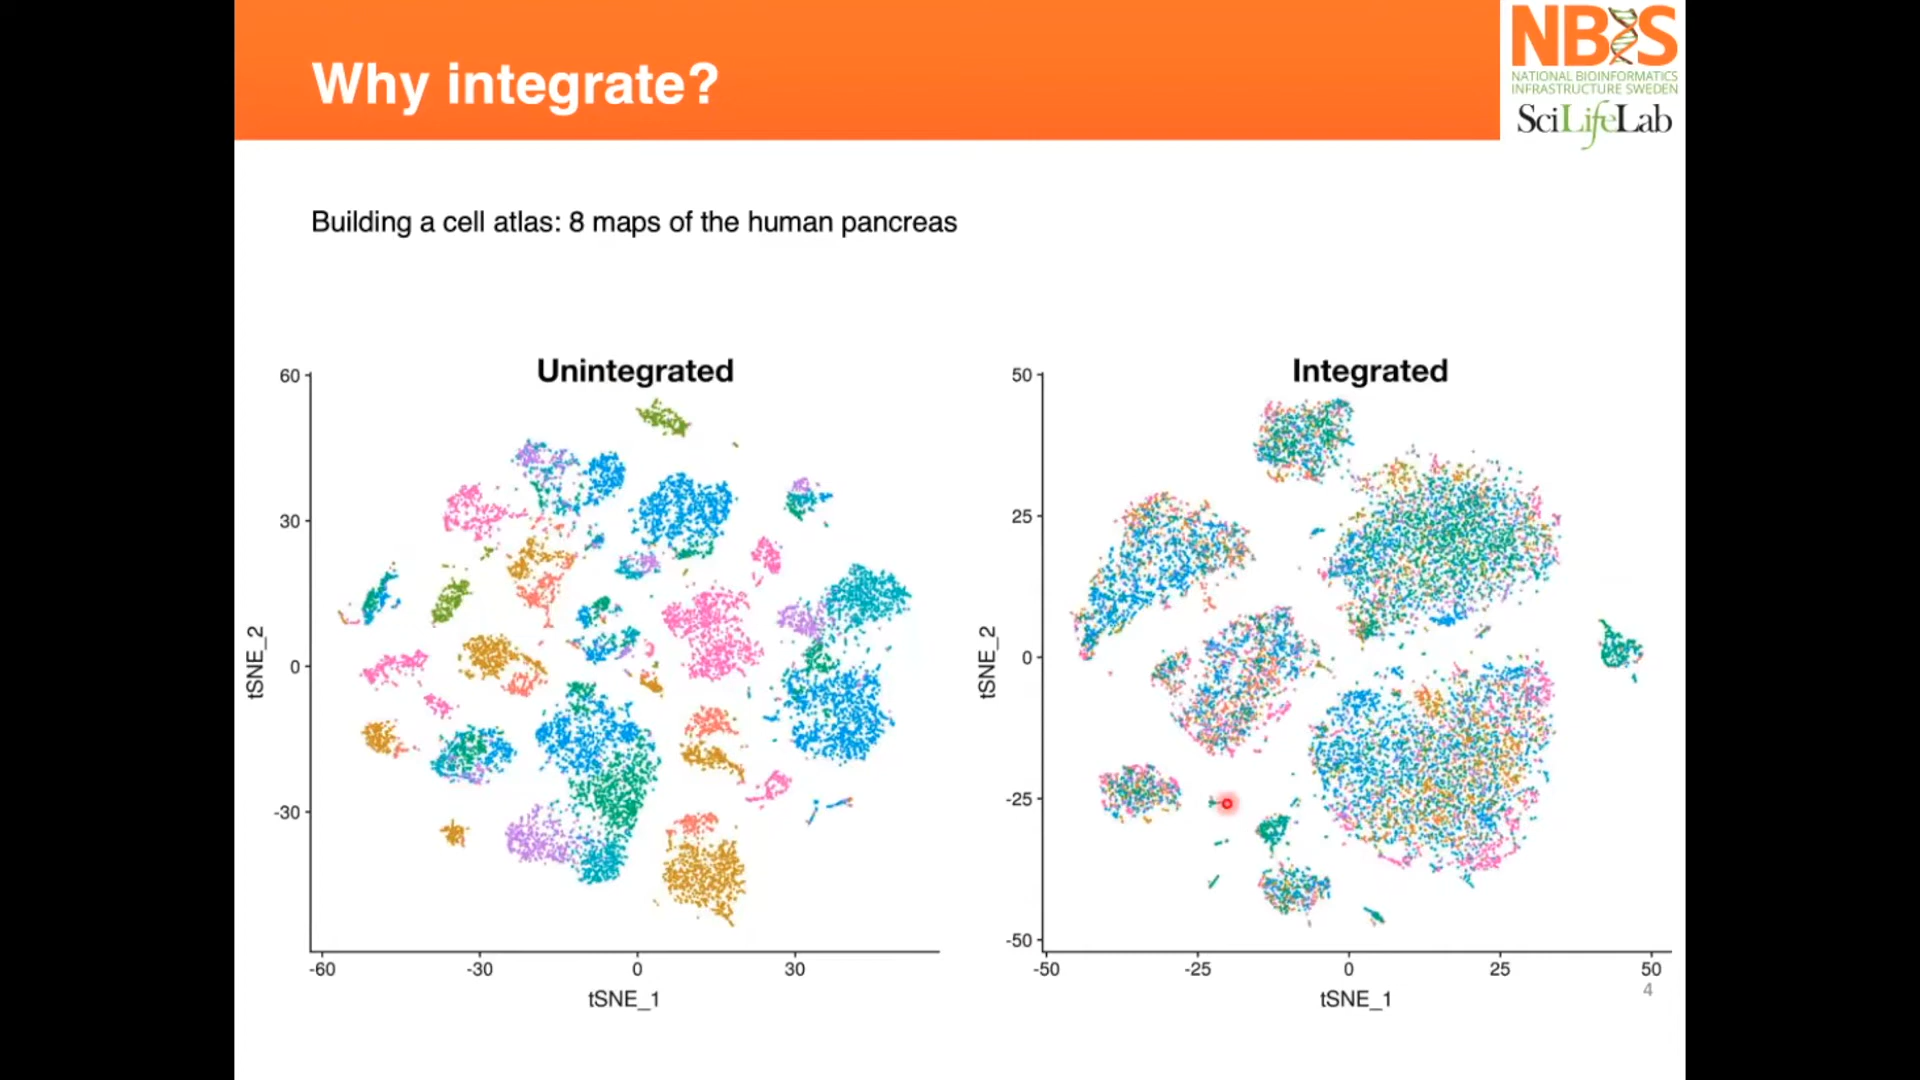 Why integrate?
NBIS
NATIONAL BIOINFORMATICS
INFRASTRUCTURE SWEDEN
SciLifeLab
Building a cell atlas: 8 maps of the human pancreas
Unintegrated
60
30
0
-30
tSNE_2
-60
-30
0
30
tSNE_1
Integrated
50
25
0
-25
-50
tSNE_2
-50
-25
0
25
50
tSNE_1
4